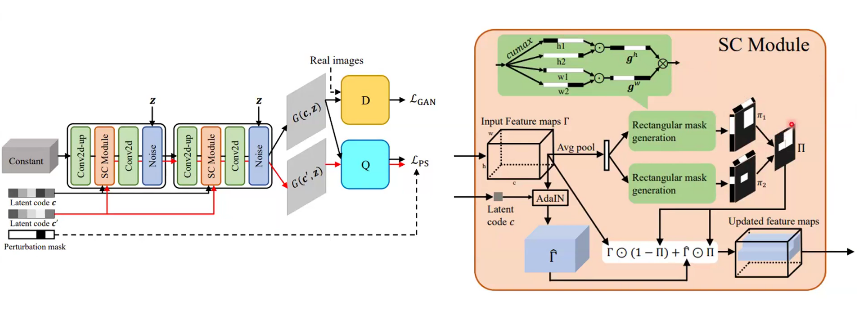 Real images
z
z
Constant
Conv2d-up
SC Module
Conv2d
Noise
Conv2d-up
SC Module
Conv2d
Noise
G(c,z)
G(c′,z)
D
Q
ℒGAN
ℒPS
Latent code c
Latent code c′
Perturbation mask
SC Module
cumax
h1
h2
w1
w2
g^h
g^w
Input Feature maps Γ
w
h
c
Avg pool
Rectangular mask
generation
Rectangular mask
generation
π1
π2
Π
Latent
code c
AdaIN
Γ̂
Γ ⊙ (1 − Π) + Γ̂ ⊙ Π
Updated feature maps